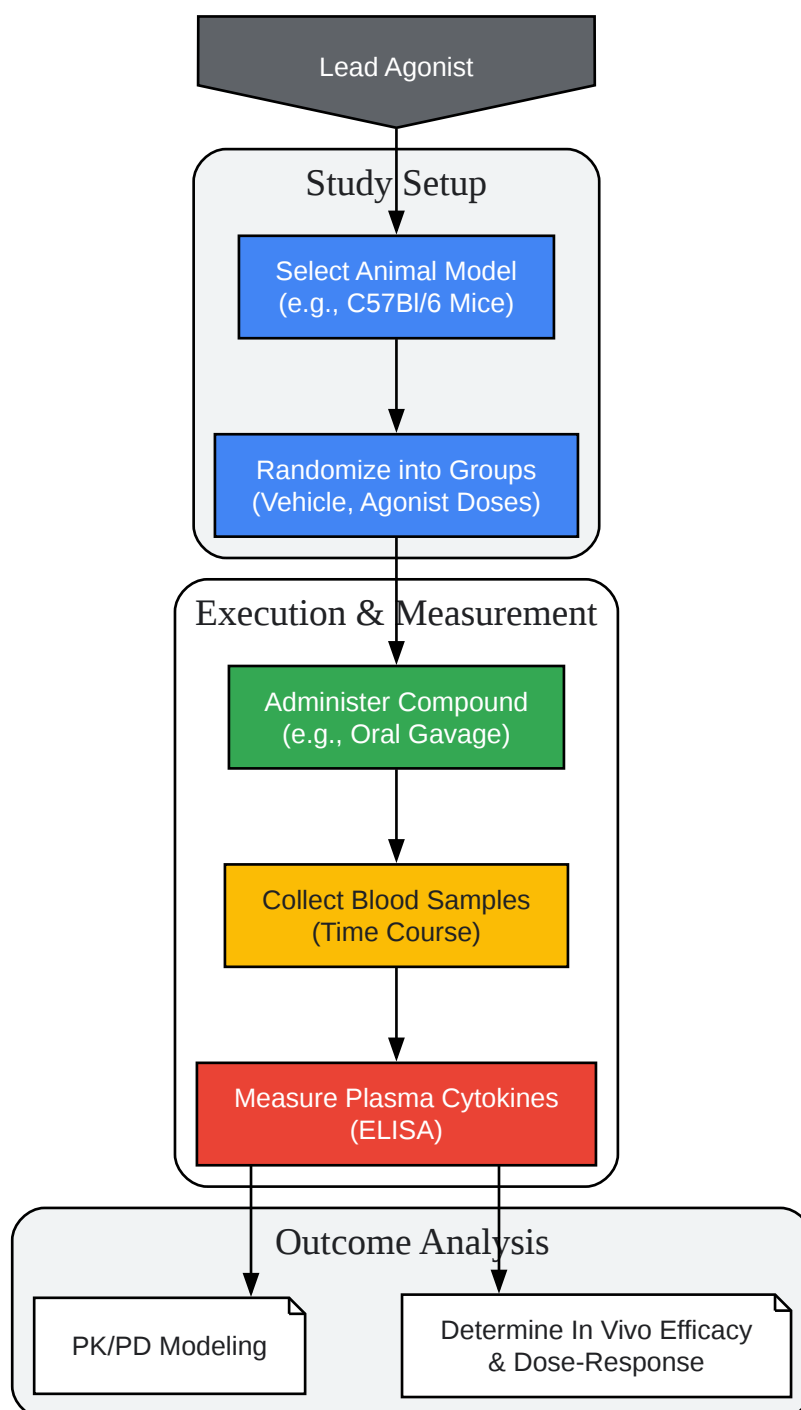 Lead Agonist
Study Setup
Select Animal Model
(e.g., C57Bl/6 Mice)
Randomize into Groups
(Vehicle, Agonist Doses)
Execution & Measurement
Administer Compound
(e.g., Oral Gavage)
Collect Blood Samples
(Time Course)
Measure Plasma Cytokines
(ELISA)
Outcome Analysis
PK/PD Modeling
Determine In Vivo Efficacy
& Dose-Response